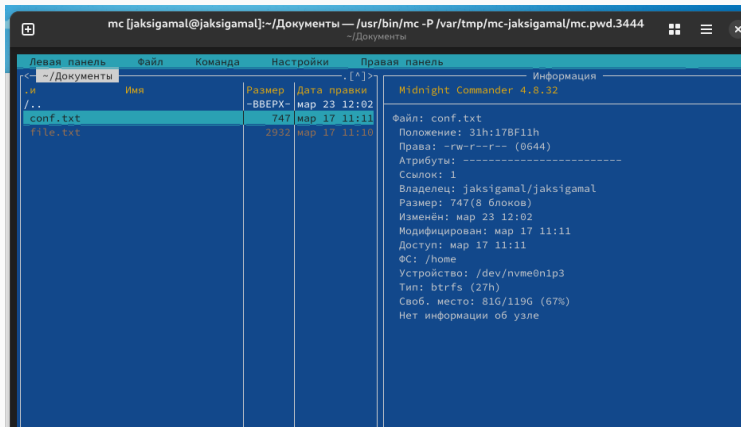 mc [jaksigamal@jaksigamal]:~/Документы — /usr/bin/mc -P /var/tmp/mc-jaksigamal/mc.pwd.3444
~/Документы
Левая панель Файл Команда Настройки Правая панель
<— ~/Документы .[^]>
.и Имя Размер Дата правки
/.. -ВВЕРХ- мар 23 12:02
conf.txt 747 мар 17 11:11
file.txt 2932 мар 17 11:10
Информация
Midnight Commander 4.8.32
Файл: conf.txt
Положение: 31h:17BF11h
Права: -rw-r--r-- (0644)
Атрибуты: --------------------------
Ссылок: 1
Владелец: jaksigamal/jaksigamal
Размер: 747(8 блоков)
Изменён: мар 23 12:02
Модифицирован: мар 17 11:11
Доступ: мар 17 11:11
ФС: /home
Устройство: /dev/nvme0n1p3
Тип: btrfs (27h)
Своб. место: 81G/119G (67%)
Нет информации об узле